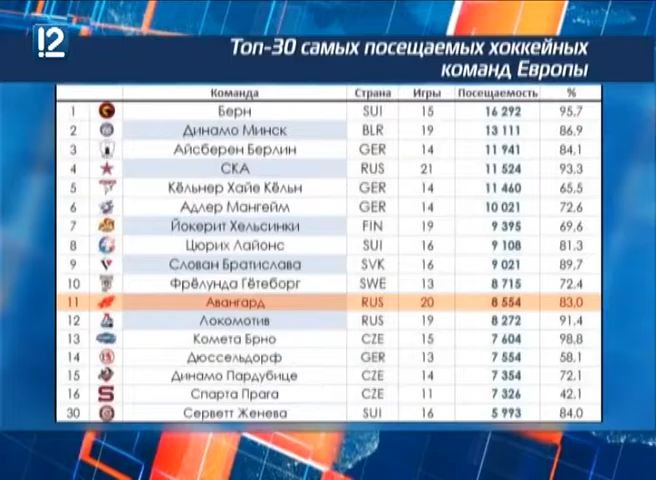 12
Топ-30 самых посещаемых хоккейных
команд Европы
Команда Страна Игры Посещаемость %
1 Берн SUI 15 16 292 95,7
2 Динамо Минск BLR 19 13 111 86,9
3 Айсберен Берлин GER 14 11 941 84,1
4 СКА RUS 21 11 524 93,3
5 Кёльнер Хайе Кёльн GER 14 11 460 65,5
6 Адлер Мангейм GER 14 10 021 72,6
7 Йокерит Хельсинки FIN 19 9 395 69,6
8 Цюрих Лайонс SUI 16 9 108 81,3
9 Слован Братислава SVK 16 9 021 89,7
10 Фрёлунда Гётеборг SWE 13 8 715 72,4
11 Авангард RUS 20 8 554 83,0
12 Локомотив RUS 19 8 272 91,4
13 Комета Брно CZE 15 7 604 98,8
14 Дюссельдорф GER 13 7 554 58,1
15 Динамо Пардубице CZE 14 7 354 72,1
16 Спарта Прага CZE 11 7 326 42,1
30 Серветт Женева SUI 16 5 993 84,0